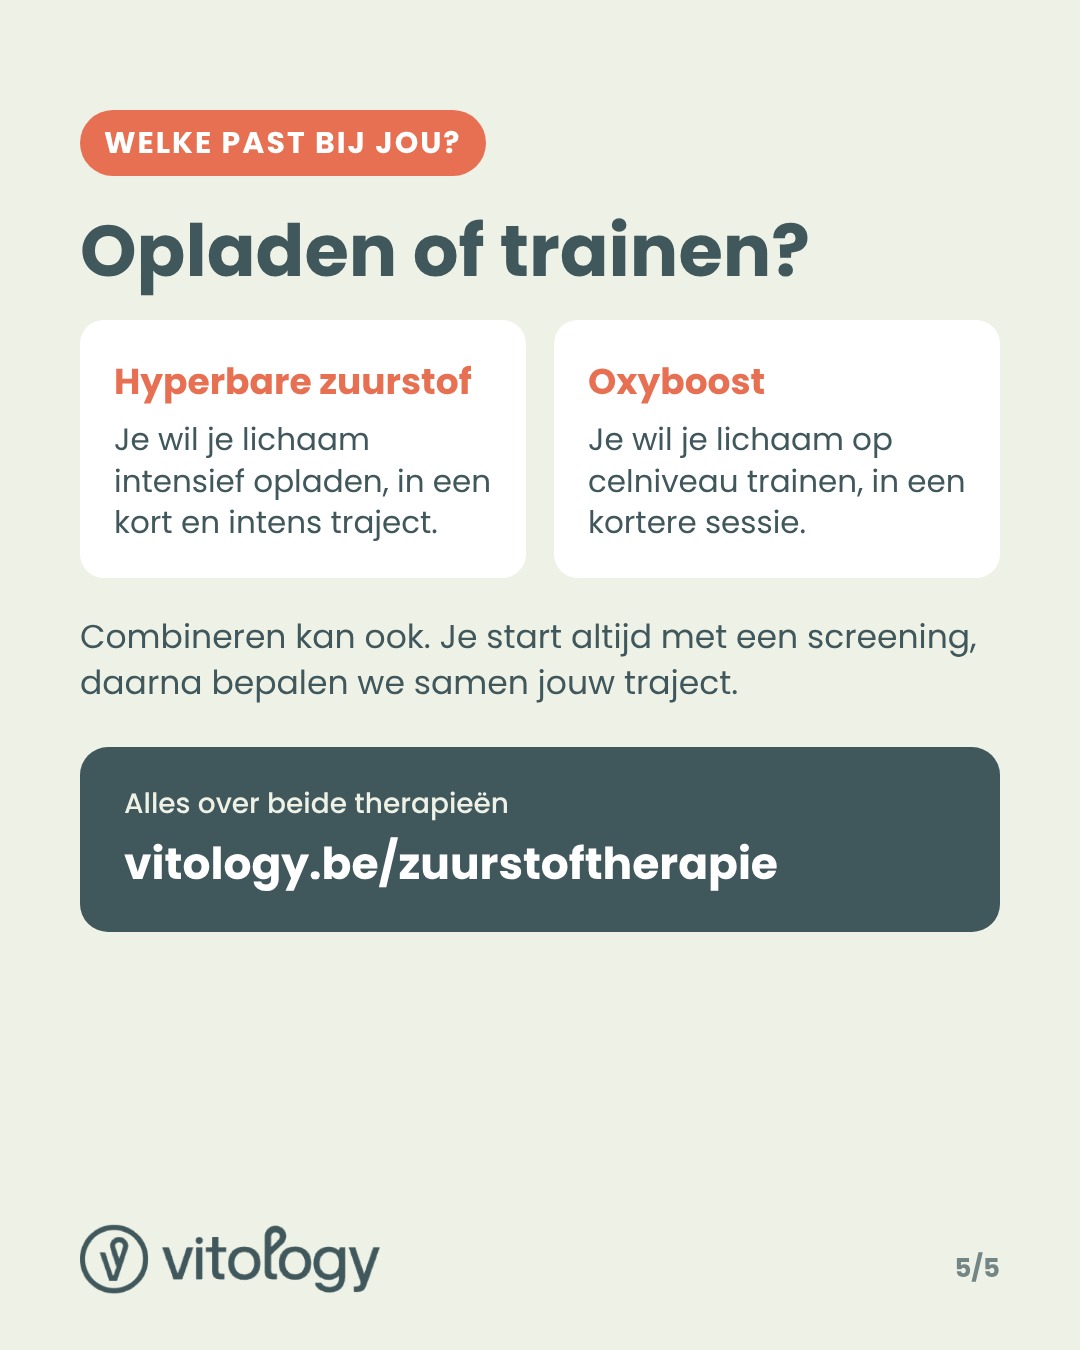 WELKE PAST BIJ JOU?
Opladen of trainen?
Hyperbare zuurstof
Je wil je lichaam
intensief opladen, in een
kort en intens traject.
Oxyboost
Je wil je lichaam op
celniveau trainen, in een
kortere sessie.
Combineren kan ook. Je start altijd met een screening,
daarna bepalen we samen jouw traject.
Alles over beide therapieën
vitology.be/zuurstoftherapie
vitology
5/5